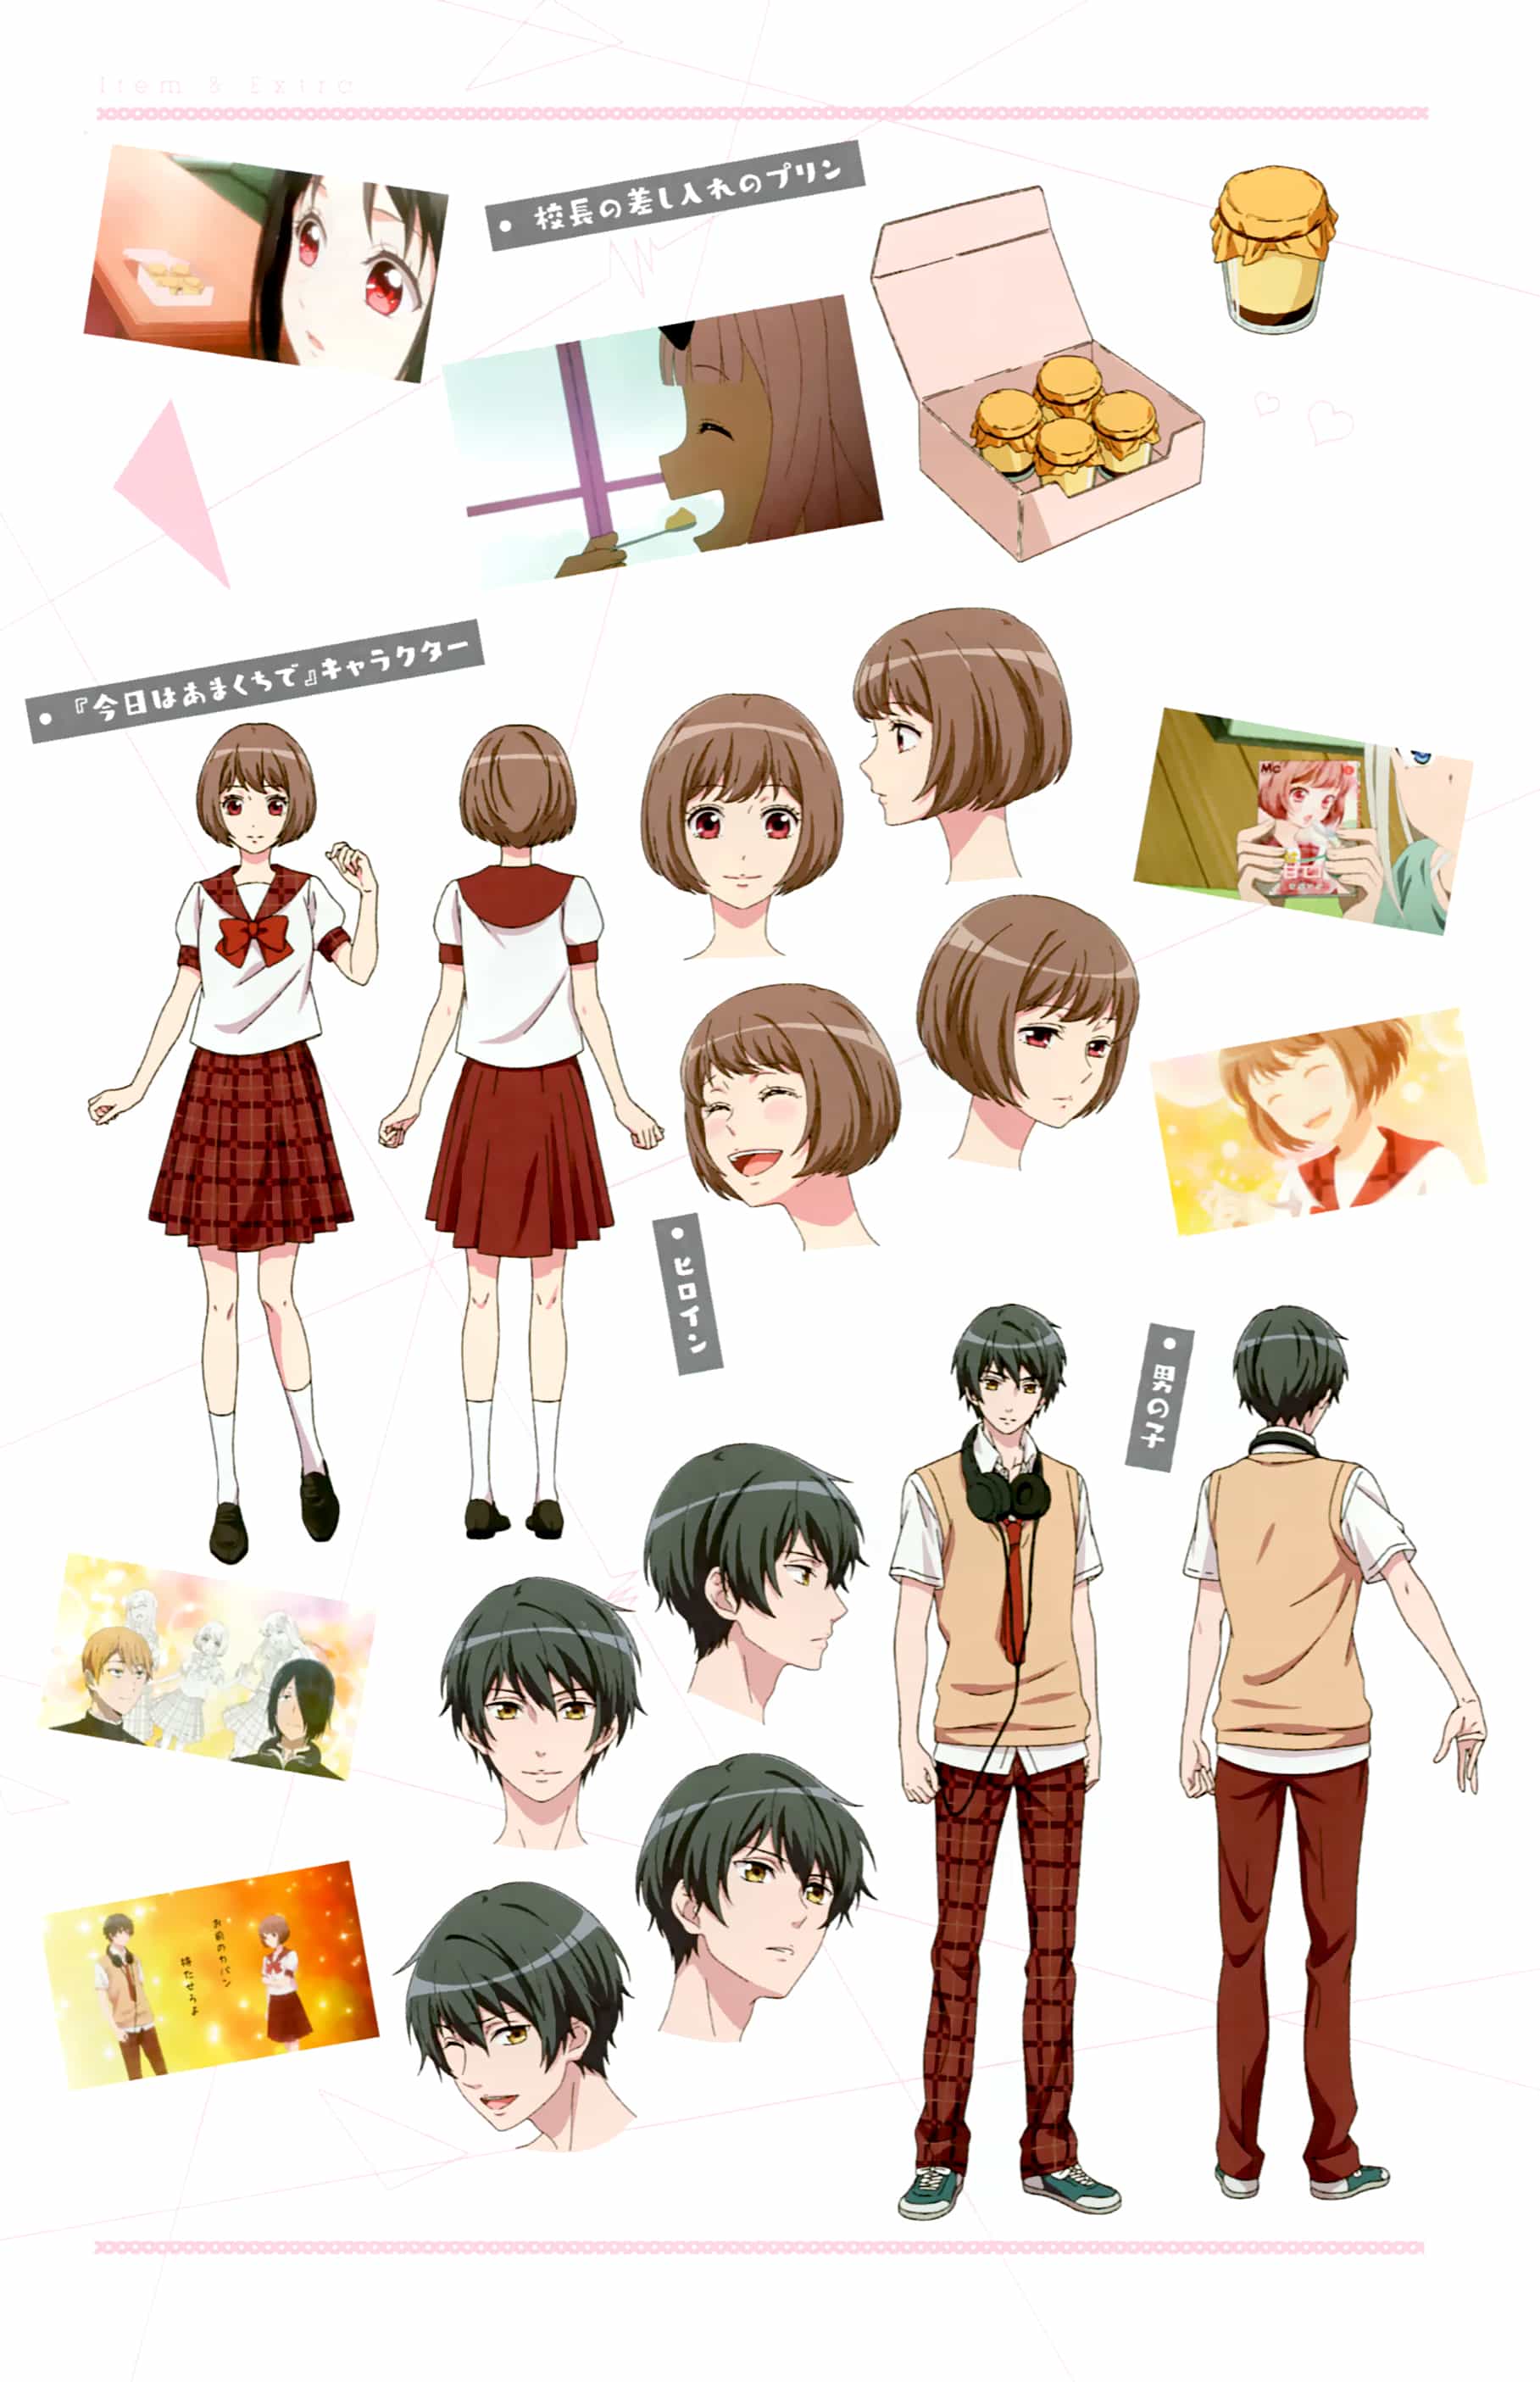 Item & Extra
• 校長の差し入れのプリン
• 『今日はあまくちで』キャラクター
• ヒロイン
• 男の子
お前のカバン
持たせろよ